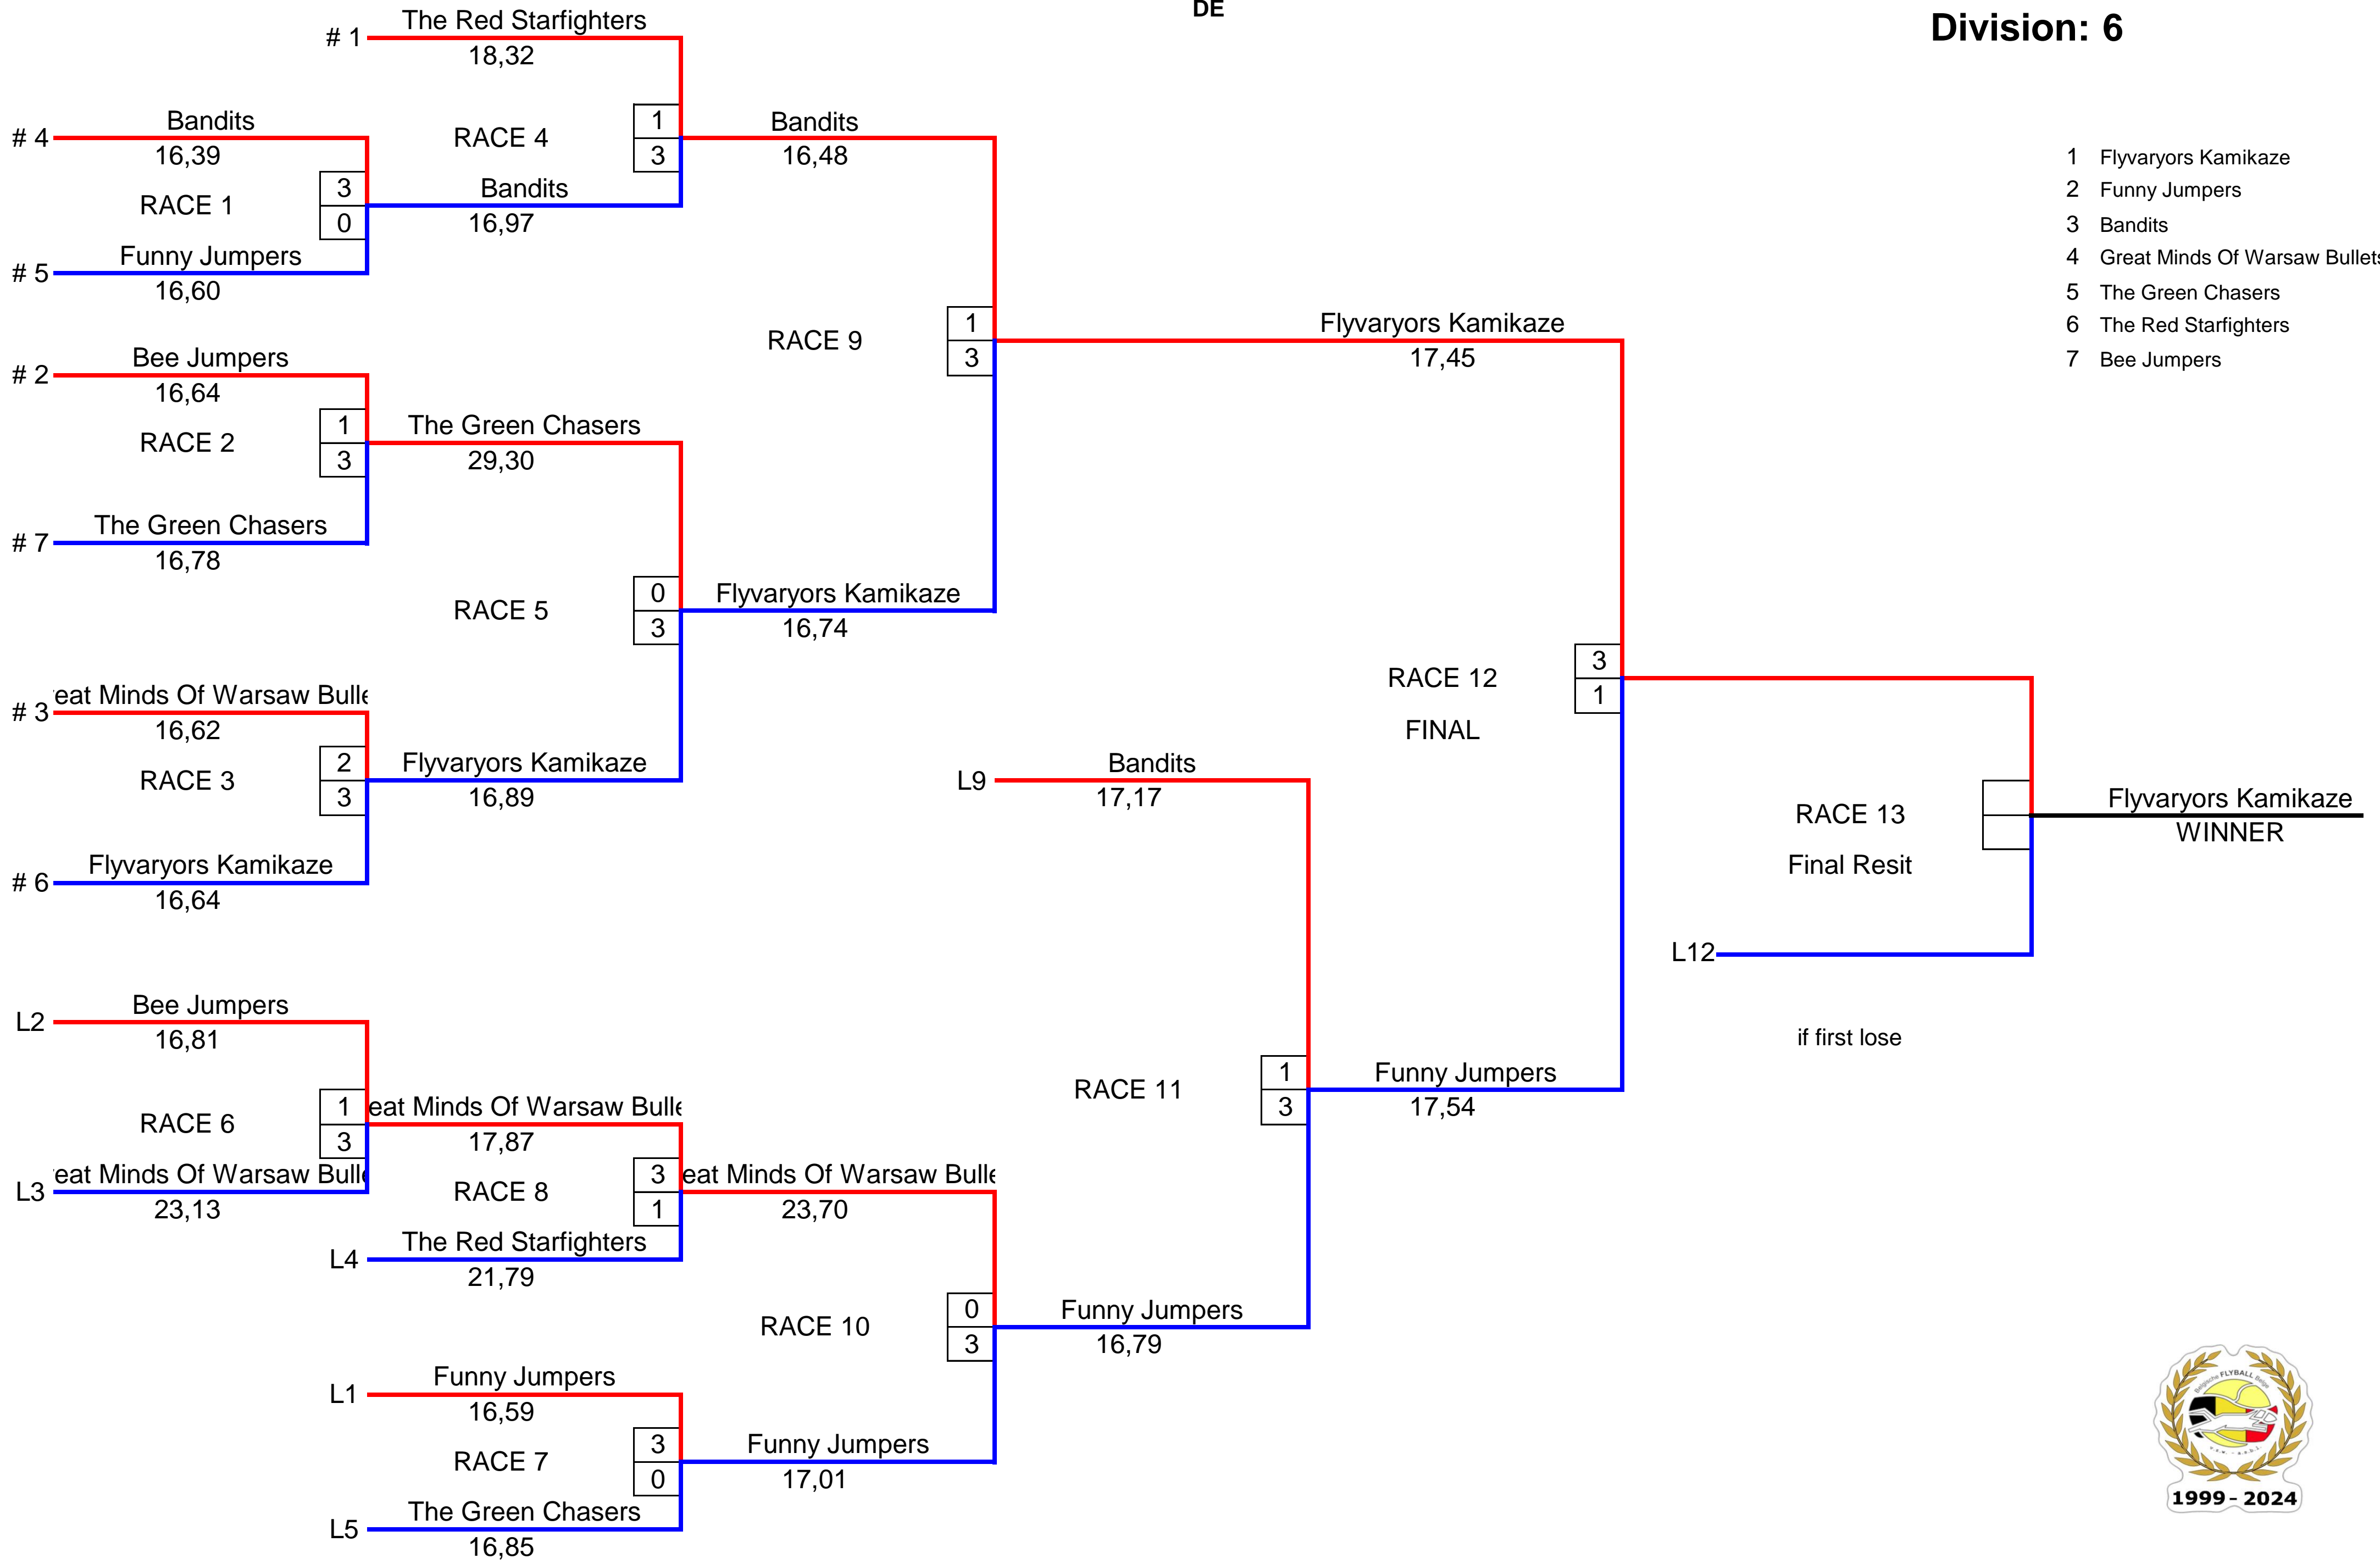 DE
Division: 6
# 1
The Red Starfighters
18,32
# 4
Bandits
16,39
RACE 1
3
0
Funny Jumpers
# 5
16,60
RACE 4
1
3
Bandits
16,97
Bandits
16,48
# 2
Bee Jumpers
16,64
RACE 2
1
3
The Green Chasers
# 7
16,78
The Green Chasers
29,30
RACE 5
0
3
Flyvaryors Kamikaze
16,74
# 3
eat Minds Of Warsaw Bulle
16,62
RACE 3
2
3
Flyvaryors Kamikaze
16,89
Flyvaryors Kamikaze
# 6
16,64
RACE 9
1
3
Flyvaryors Kamikaze
17,45
1 Flyvaryors Kamikaze
2 Funny Jumpers
3 Bandits
4 Great Minds Of Warsaw Bullets
5 The Green Chasers
6 The Red Starfighters
7 Bee Jumpers
RACE 12
FINAL
3
1
L9
Bandits
17,17
RACE 13
Final Resit
Flyvaryors Kamikaze
WINNER
L12
if first lose
L2
Bee Jumpers
16,81
RACE 6
1
3
eat Minds Of Warsaw Bulle
L3
23,13
eat Minds Of Warsaw Bulle
17,87
RACE 8
3
1
The Red Starfighters
L4
21,79
eat Minds Of Warsaw Bulle
23,70
RACE 10
0
3
Funny Jumpers
16,79
RACE 11
1
3
Funny Jumpers
17,54
L1
Funny Jumpers
16,59
RACE 7
3
0
Funny Jumpers
17,01
The Green Chasers
L5
16,85
Belgische FLYBALL Belge
v.z.w. - a.s.b.l.
1999 - 2024